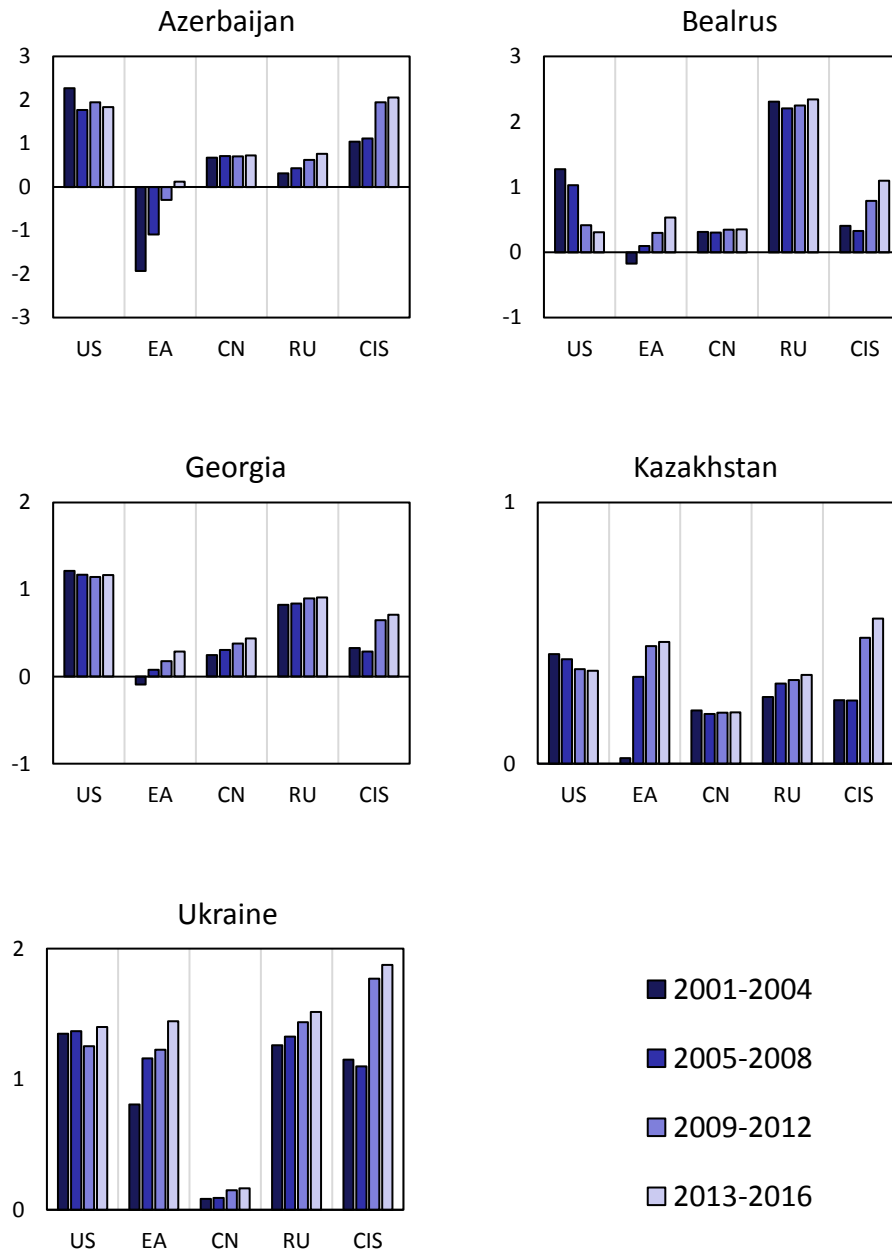 Azerbaijan
3
2
1
0
-1
-2
-3
US EA CN RU CIS
Bealrus
3
2
1
0
-1
US EA CN RU CIS
Georgia
2
1
0
-1
US EA CN RU CIS
Kazakhstan
1
0
US EA CN RU CIS
Ukraine
2
1
0
US EA CN RU CIS
2001-2004
2005-2008
2009-2012
2013-2016